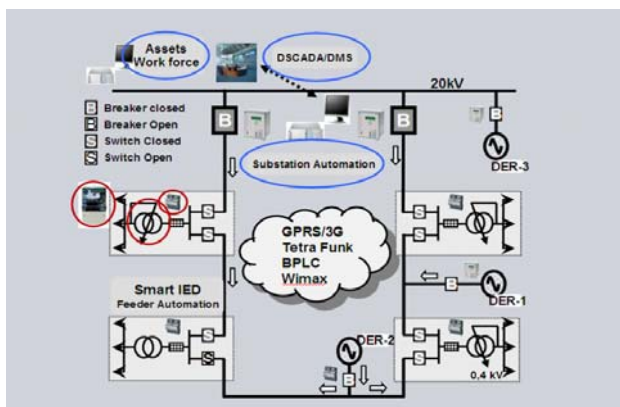 Assets
Work force
DSCADA/DMS
20kV
B Breaker closed
B Breaker Open
S Switch Closed
S Switch Open
B
B
B
DER-3
Substation Automation
S
S
S
S
GPRS/3G
Tetra Funk
BPLC
Wimax
Smart IED
Feeder Automation
B
DER-1
S
S
DER-2
B
S
S
0,4 kV